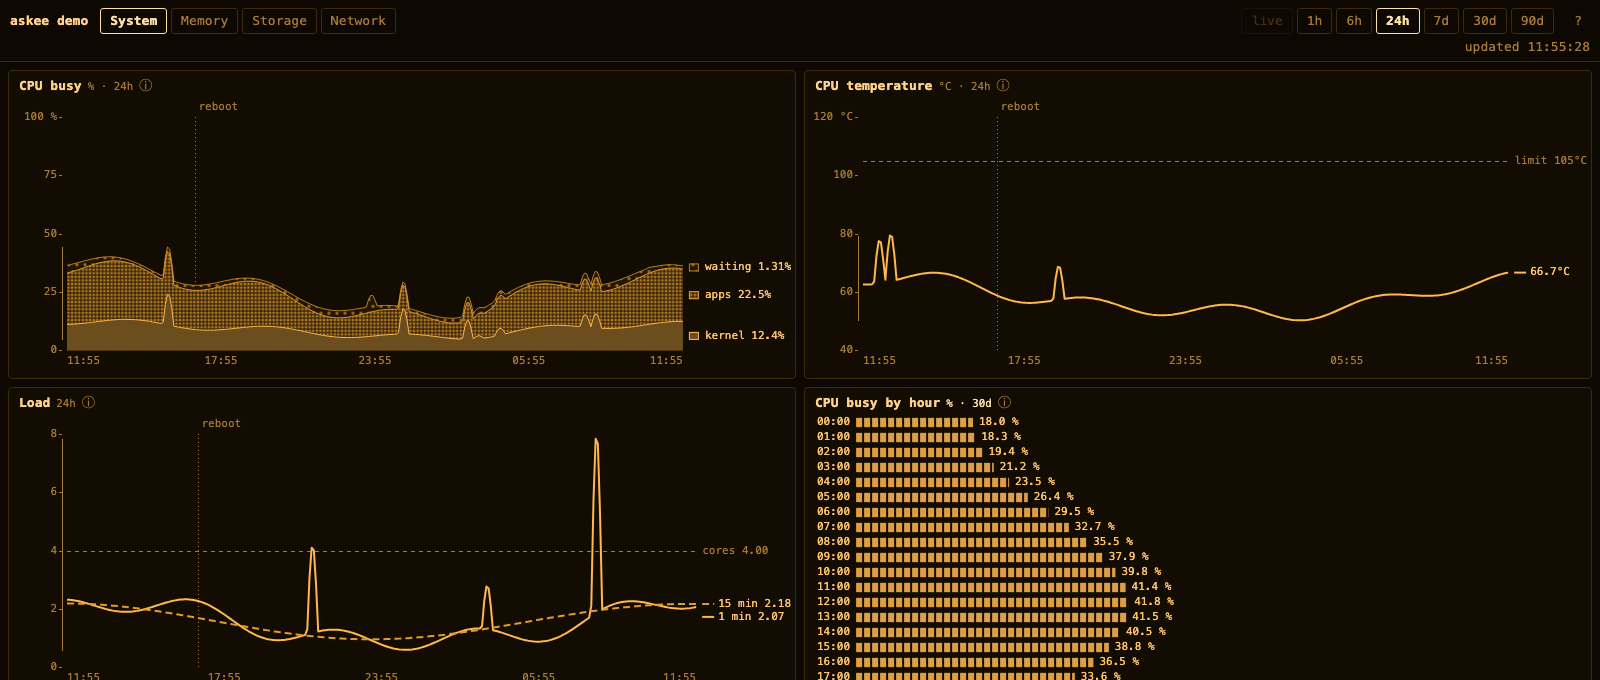 askee demo System Memory Storage Network live 1h 6h 24h 7d 30d 90d ?
updated 11:55:28
CPU busy % · 24h ⓘ
reboot
100 %
75
50
25
0
waiting 1.31%
apps 22.5%
kernel 12.4%
11:55 17:55 23:55 05:55 11:55
CPU temperature °C · 24h ⓘ
reboot
120 °C
100
80
60
40
limit 105°C
66.7°C
11:55 17:55 23:55 05:55 11:55
Load 24h ⓘ
reboot
8
6
4
2
0
cores 4.00
15 min 2.18
1 min 2.07
11:55 17:55 23:55 05:55 11:55
CPU busy by hour % · 30d ⓘ
00:00 18.0 %
01:00 18.3 %
02:00 19.4 %
03:00 21.2 %
04:00 23.5 %
05:00 26.4 %
06:00 29.5 %
07:00 32.7 %
08:00 35.5 %
09:00 37.9 %
10:00 39.8 %
11:00 41.4 %
12:00 41.8 %
13:00 41.5 %
14:00 40.5 %
15:00 38.8 %
16:00 36.5 %
17:00 33.6 %